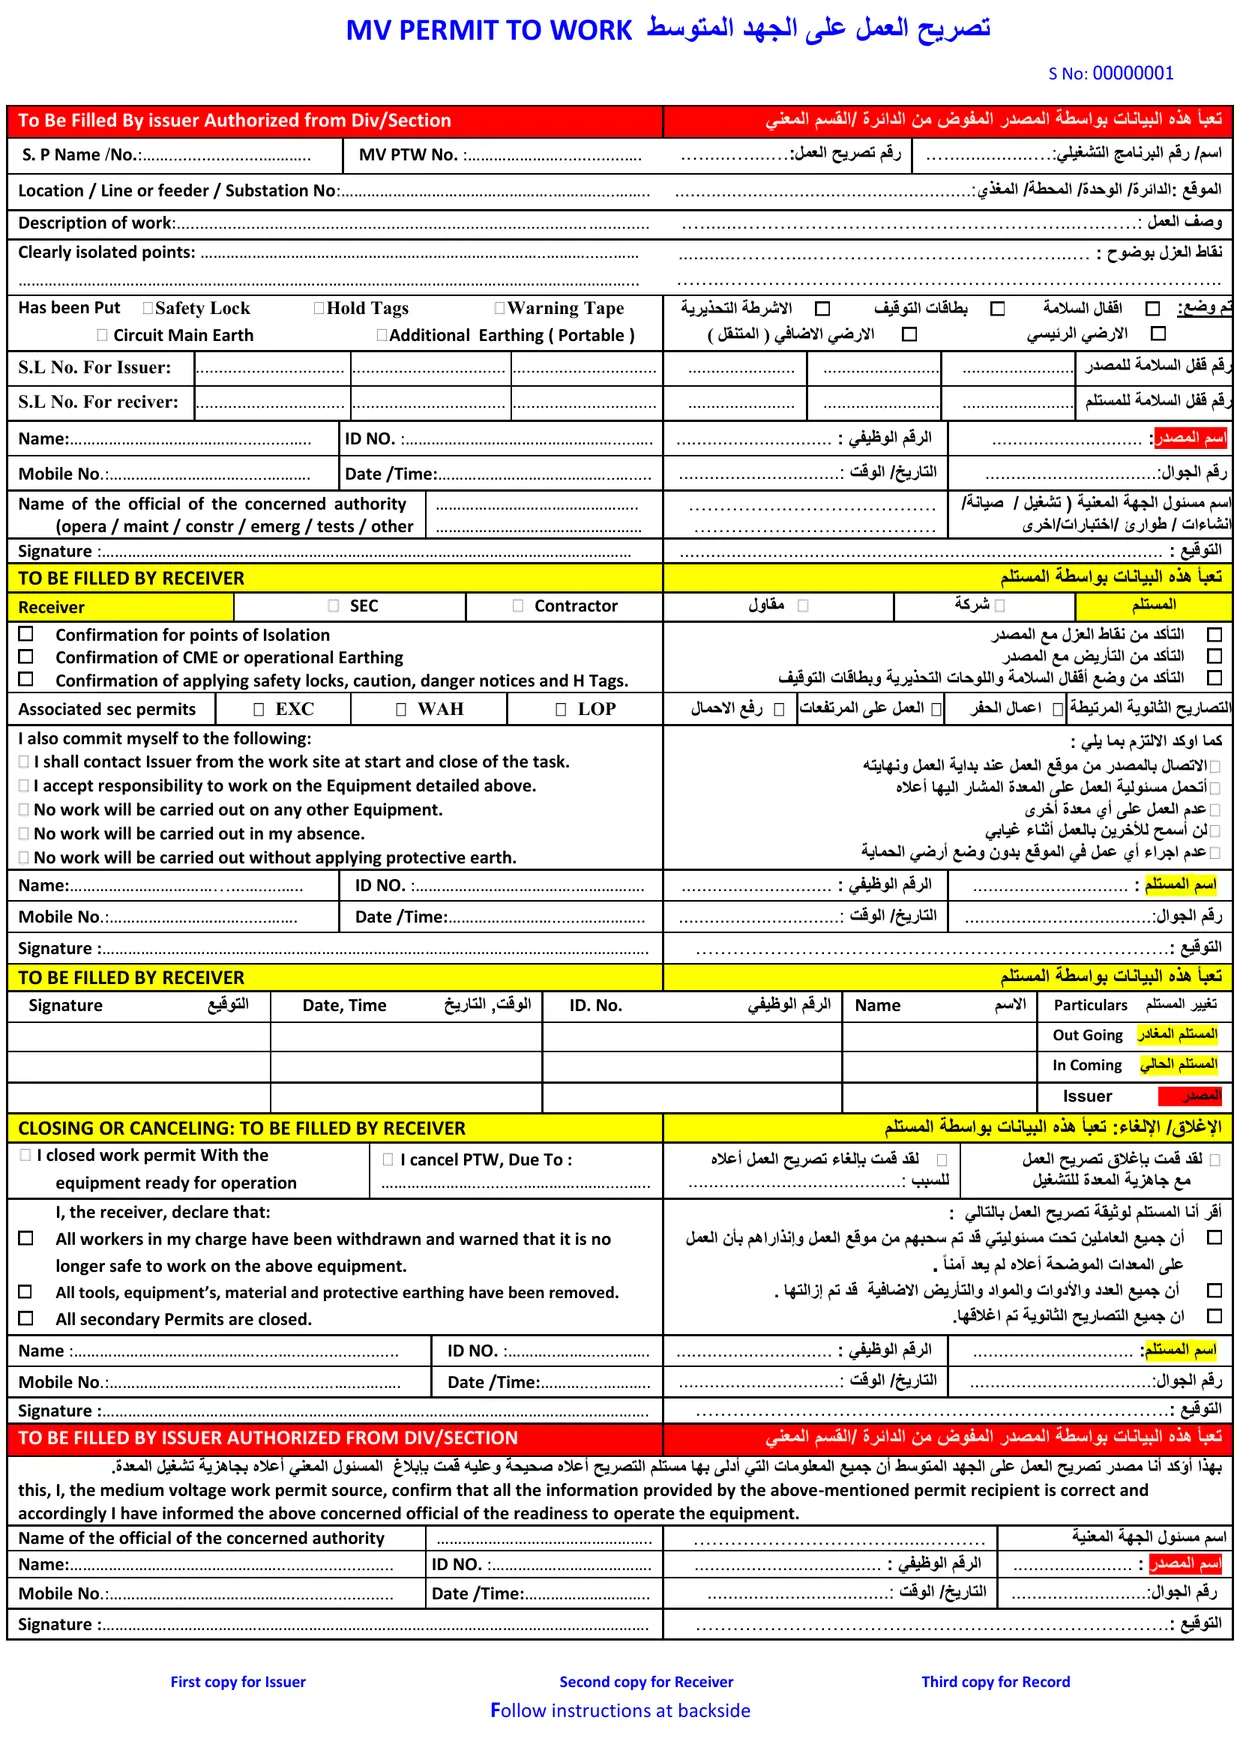 MV PERMIT TO WORK تصريح العمل على الجهد المتوسط
S No: 00000001
To Be Filled By issuer Authorized from Div/Section تعبأ هذه البيانات بواسطة المصدر المفوض من الدائرة /القسم المعني
S. P Name /No.:.................................... MV PTW No. :.................................... رقم تصريح العمل:.................... اسم/ رقم البرنامج التشغيلي:....................
Location / Line or feeder / Substation No:.................................... الموقع :الدائرة/ الوحدة/ المحطة/ المغذي:....................................
Description of work:.................................... وصف العمل :....................................
Clearly isolated points: .................................... نقاط العزل بوضوح : ....................................
........................................................................ ........................................................................
Has been Put □Safety Lock □Hold Tags □Warning Tape تم وضع: □ اقفال السلامة □ بطاقات التوقيف □ الاشرطة التحذيرية
□ Circuit Main Earth □Additional Earthing ( Portable ) □ الارضي الرئيسي □ الارضي الاضافي ( المتنقل )
S.L No. For Issuer: .................... .................... .................... .................... .................... .................... رقم قفل السلامة للمصدر
S.L No. For reciver: .................... .................... .................... .................... .................... .................... رقم قفل السلامة للمستلم
Name:.................................... ID NO. :.................................... الرقم الوظيفي : .................... اسم المصدر: ....................
Mobile No.:.................................... Date /Time:.................................... التاريخ/ الوقت :.................... رقم الجوال:....................
Name of the official of the concerned authority .................................... .................................... اسم مسئول الجهة المعنية ( تشغيل / صيانة/
(opera / maint / constr / emerg / tests / other .................................... .................................... انشاءات / طوارئ /اختبارات/اخرى
Signature :.................................... التوقيع : ....................................
TO BE FILLED BY RECEIVER تعبأ هذه البيانات بواسطة المستلم
Receiver □ SEC □ Contractor □ مقاول □ شركة المستلم
□ Confirmation for points of Isolation □ التأكد من نقاط العزل مع المصدر
□ Confirmation of CME or operational Earthing □ التأكد من التأريض مع المصدر
□ Confirmation of applying safety locks, caution, danger notices and H Tags. □ التأكد من وضع أقفال السلامة واللوحات التحذيرية وبطاقات التوقيف
Associated sec permits □ EXC □ WAH □ LOP □ رفع الاحمال □ العمل على المرتفعات □ اعمال الحفر التصاريح الثانوية المرتيطة
I also commit myself to the following: كما اوكد الالتزم بما يلي :
□ I shall contact Issuer from the work site at start and close of the task. □الاتصال بالمصدر من موقع العمل عند بداية العمل ونهايته
□ I accept responsibility to work on the Equipment detailed above. □أتحمل مسئولية العمل على المعدة المشار اليها أعلاه
□ No work will be carried out on any other Equipment. □عدم العمل على أي معدة أخرى
□ No work will be carried out in my absence. □لن أسمح للأخرين بالعمل أثناء غيابي
□ No work will be carried out without applying protective earth. □عدم اجراء أي عمل في الموقع بدون وضع أرضي الحماية
Name:.................................... ID NO. :.................................... الرقم الوظيفي : .................... اسم المستلم : ....................
Mobile No.:.................................... Date /Time:.................................... التاريخ/ الوقت :.................... رقم الجوال:....................
Signature :.................................... التوقيع :....................................
TO BE FILLED BY RECEIVER تعبأ هذه البيانات بواسطة المستلم
Signature التوقيع Date, Time الوقت, التاريخ ID. No. الرقم الوظيفي Name الاسم Particulars تغيير المستلم
Out Going المستلم المغادر
In Coming المستلم الحالي
Issuer المصدر
CLOSING OR CANCELING: TO BE FILLED BY RECEIVER الإغلاق/ الإلغاء: تعبأ هذه البيانات بواسطة المستلم
□ I closed work permit With the □ I cancel PTW, Due To : □ لقد قمت بإلغاء تصريح العمل أعلاه □ لقد قمت بإغلاق تصريح العمل
equipment ready for operation .................................... للسبب :.................................... مع جاهزية المعدة للتشغيل
I, the receiver, declare that: أقر أنا المستلم لوثيقة تصريح العمل بالتالي :
□ All workers in my charge have been withdrawn and warned that it is no □ أن جميع العاملين تحت مسئوليتي قد تم سحبهم من موقع العمل وإنذاراهم بأن العمل
longer safe to work on the above equipment. على المعدات الموضحة أعلاه لم يعد آمناً .
□ All tools, equipment’s, material and protective earthing have been removed. □ أن جميع العدد والأدوات والمواد والتأريض الاضافية قد تم إزالتها .
□ All secondary Permits are closed. □ ان جميع التصاريح الثانوية تم اغلاقها.
Name :.................................... ID NO. :.................................... الرقم الوظيفي : .................... اسم المستلم: ....................
Mobile No.:.................................... Date /Time:.................................... التاريخ/ الوقت :.................... رقم الجوال:....................
Signature :.................................... التوقيع :....................................
TO BE FILLED BY ISSUER AUTHORIZED FROM DIV/SECTION تعبأ هذه البيانات بواسطة المصدر المفوض من الدائرة /القسم المعني
بهذا أؤكد أنا مصدر تصريح العمل على الجهد المتوسط أن جميع المعلومات التي أدلى بها مستلم التصريح أعلاه صحيحة وعليه قمت بإبلاغ المسئول المعني أعلاه بجاهزية تشغيل المعدة.
this, I, the medium voltage work permit source, confirm that all the information provided by the above-mentioned permit recipient is correct and
accordingly I have informed the above concerned official of the readiness to operate the equipment.
Name of the official of the concerned authority .................................... .................................... اسم مسئول الجهة المعنية
Name:.................................... ID NO. :.................................... الرقم الوظيفي : .................... اسم المصدر : ....................
Mobile No.:.................................... Date /Time:.................................... التاريخ/ الوقت :.................... رقم الجوال:....................
Signature :.................................... التوقيع :....................................
First copy for Issuer Second copy for Receiver Third copy for Record
Follow instructions at backside